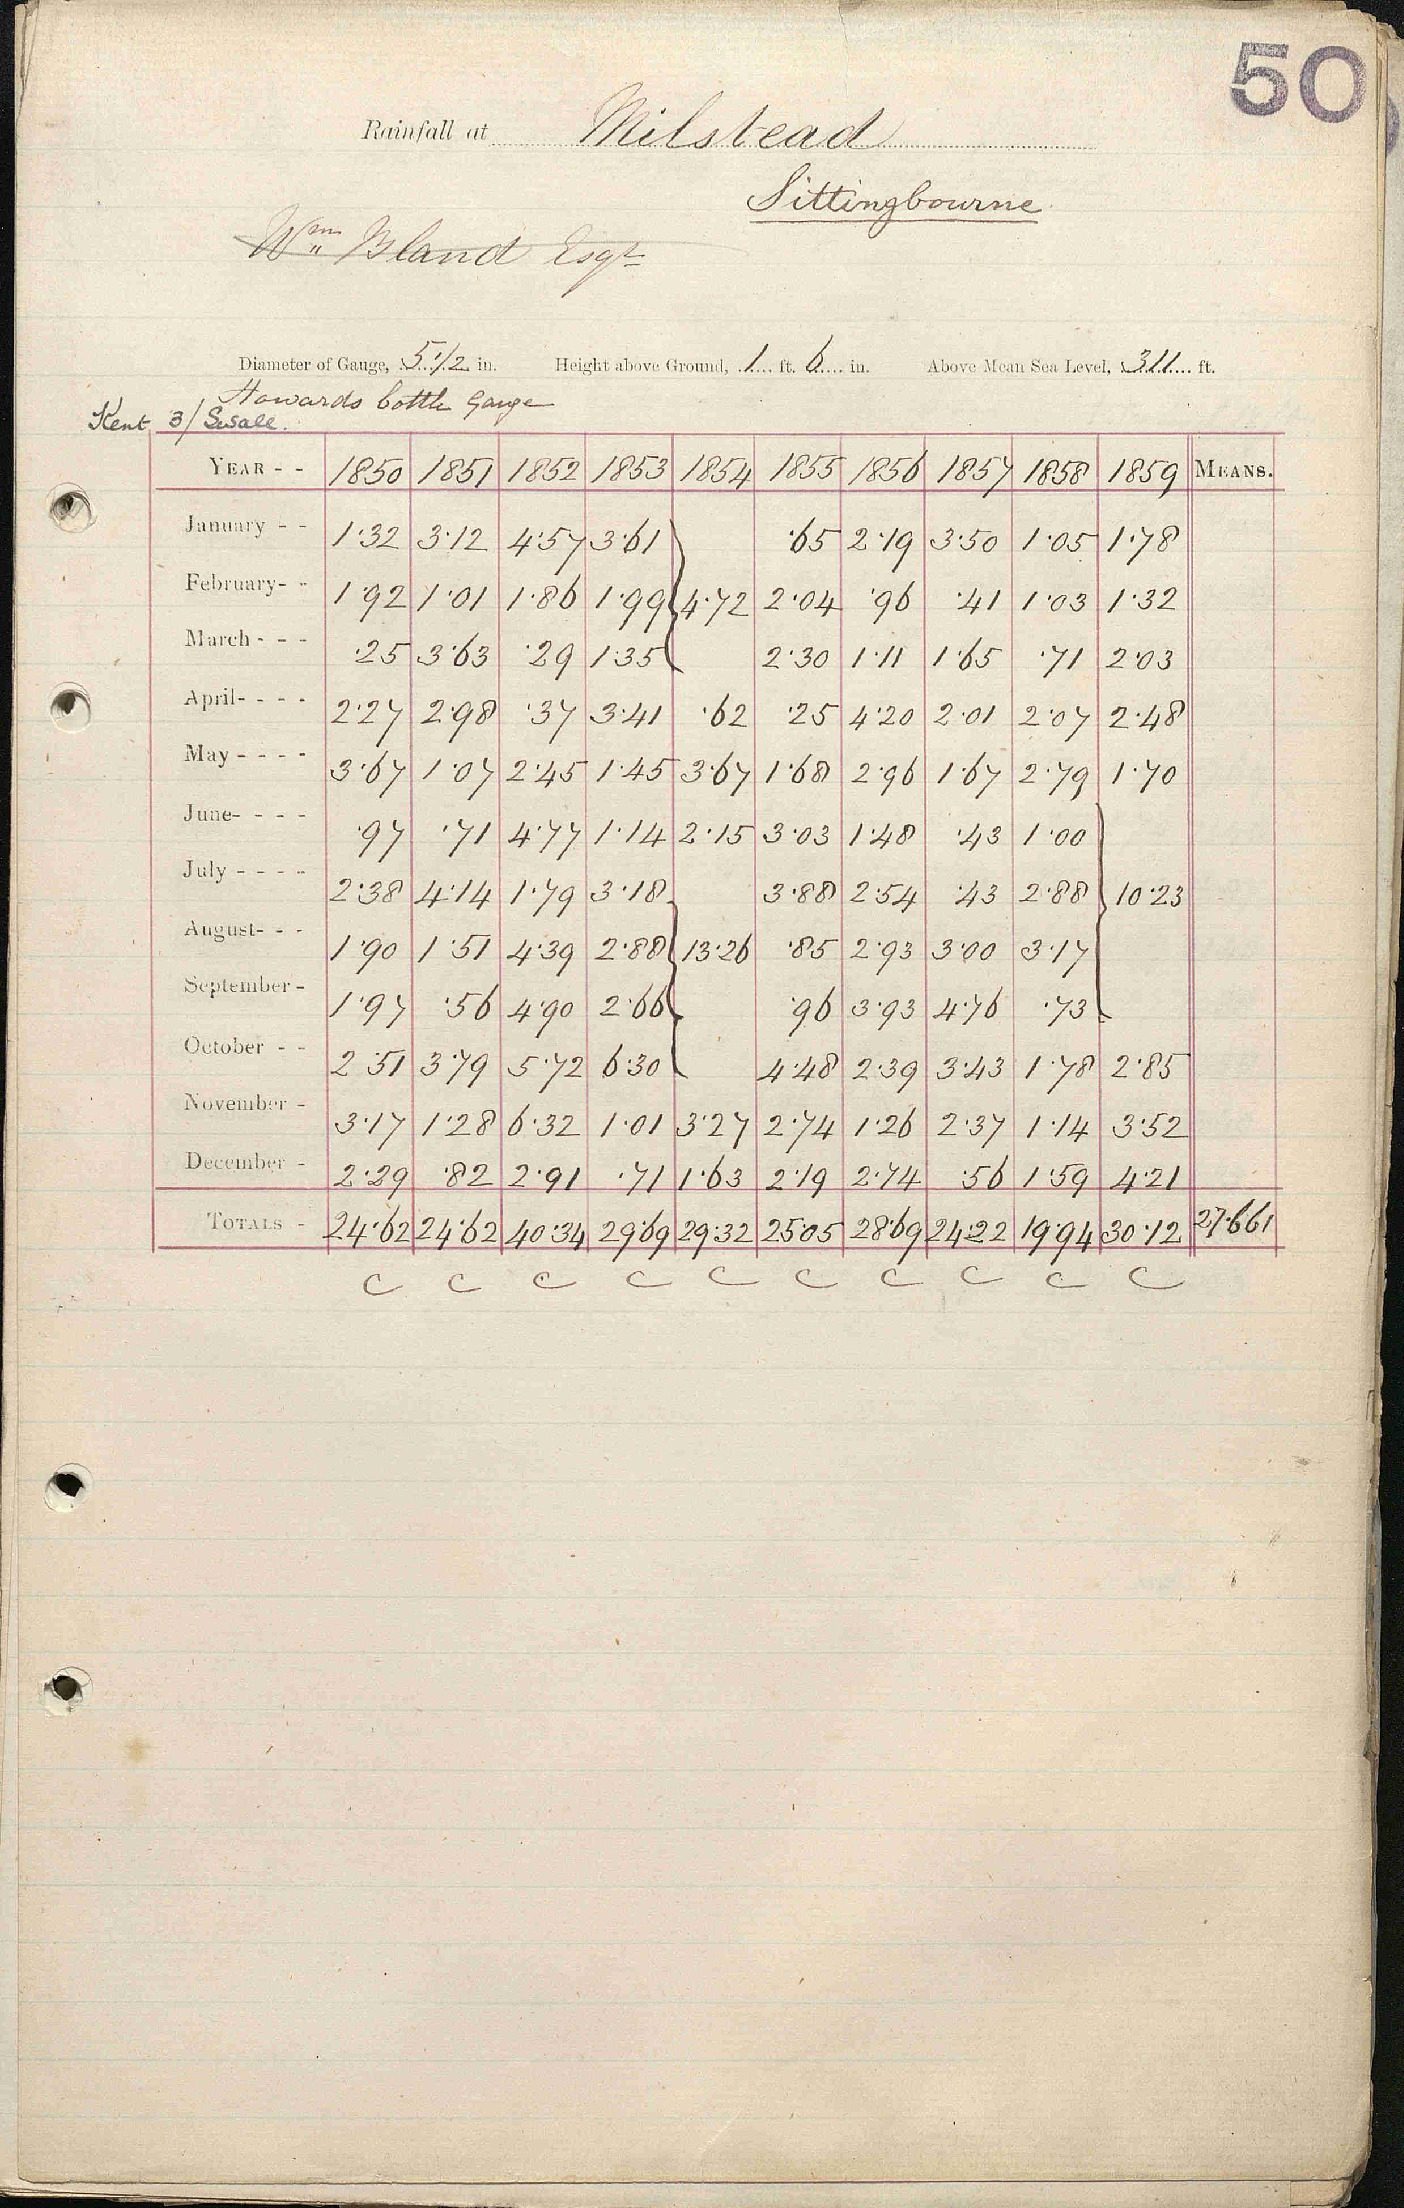 50
Rainfall at Milstead
Sittingbourne
Wm Bland Esqr
Diameter of Gauge, 5 1/2 in. Height above Ground, 1 ft. 6 in. Above Mean Sea Level, 311 ft.
Howards bottle Gauge
Kent 3/ Swale.
YEAR - - 1850 1851 1852 1853 1854 1855 1856 1857 1858 1859 MEANS.
January - - 1·32 3·12 4·57 3·61 ·65 2·19 3·50 1·05 1·78
February- - 1·92 1·01 1·86 1·99 4·72 2·04 ·96 ·41 1·03 1·32
March - - - ·25 3·63 ·29 1·35 2·30 1·11 1·65 ·71 2·03
April- - - - 2·27 2·98 ·37 3·41 ·62 ·25 4·20 2·01 2·07 2·48
May - - - - 3·67 1·07 2·45 1·45 3·67 1·68 2·96 1·67 2·79 1·70
June- - - - ·97 ·71 4·77 1·14 2·15 3·03 1·48 ·43 1·00
July - - - - 2·38 4·14 1·79 3·18 3·88 2·54 ·43 2·88 10·23
August- - - 1·90 1·51 4·39 2·88 13·26 ·85 2·93 3·00 3·17
September - 1·97 ·56 4·90 2·66 ·96 3·93 4·76 ·73
October - - 2·51 3·79 5·72 6·30 4·48 2·39 3·43 1·78 2·85
November - 3·17 1·28 6·32 1·01 3·27 2·74 1·26 2·37 1·14 3·52
December - 2·29 ·82 2·91 ·71 1·63 2·19 2·74 ·56 1·59 4·21
TOTALS - 24·62 24·62 40·34 29·69 29·32 25·05 28·69 24·22 19·94 30·12 27·661
C C C C C C C C C C